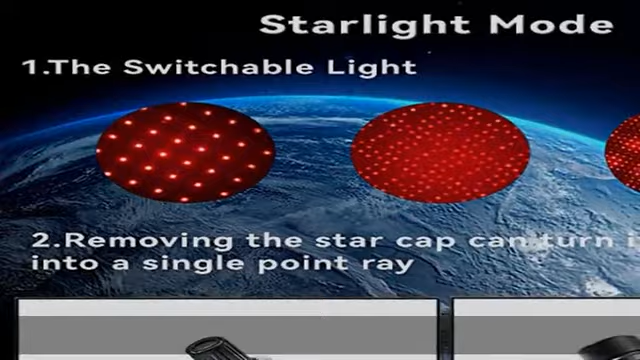 Starlight Mode
1.The Switchable Light
2.Removing the star cap can turn
into a single point ray